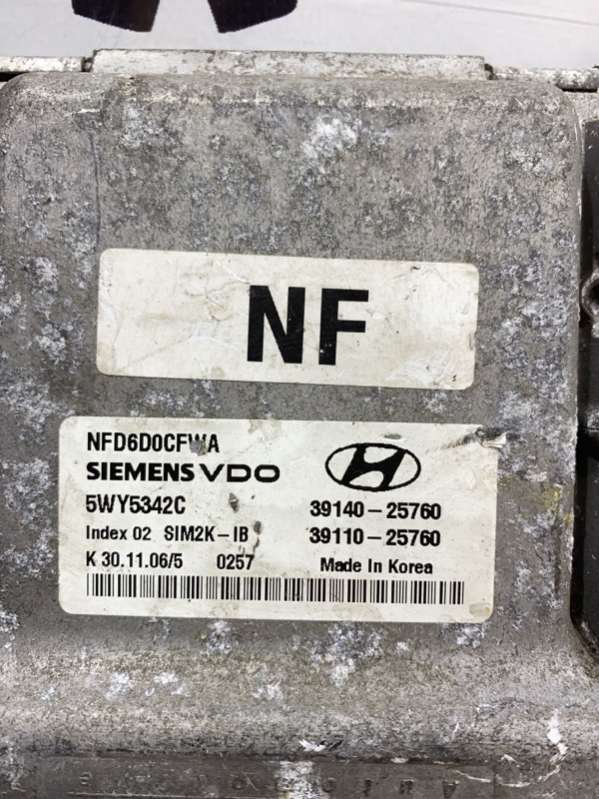 NF
NFD6D0CFWA
SIEMENS VDO
5WY5342C 39140-25760
Index 02 SIM2K-IB 39110-25760
K 30.11.06/5 0257 Made In Korea